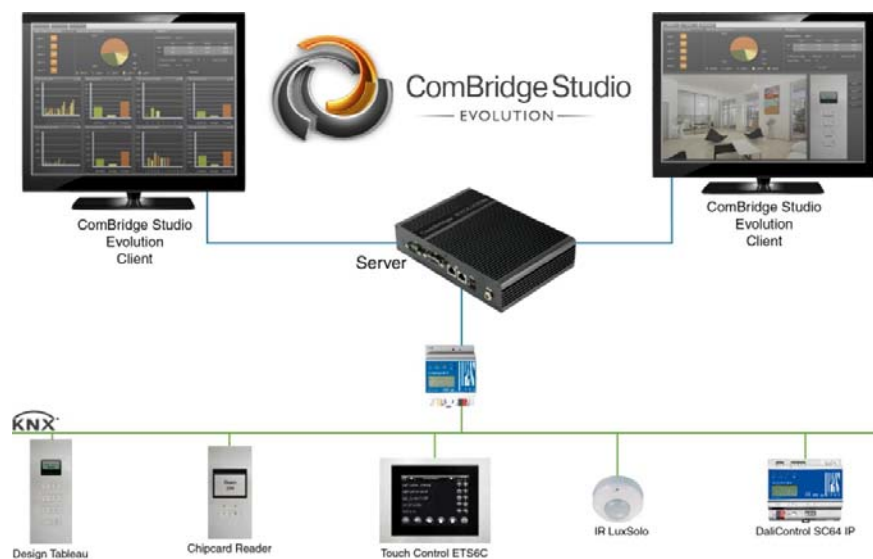 ComBridge Studio
EVOLUTION
ComBridge Studio
Evolution
Client
ComBridge Studio
Evolution
Client
Server
KNX
Design Tableau
Chipcard Reader
Touch Control ETS6C
IR LuxSolo
DaliControl SC64 IP